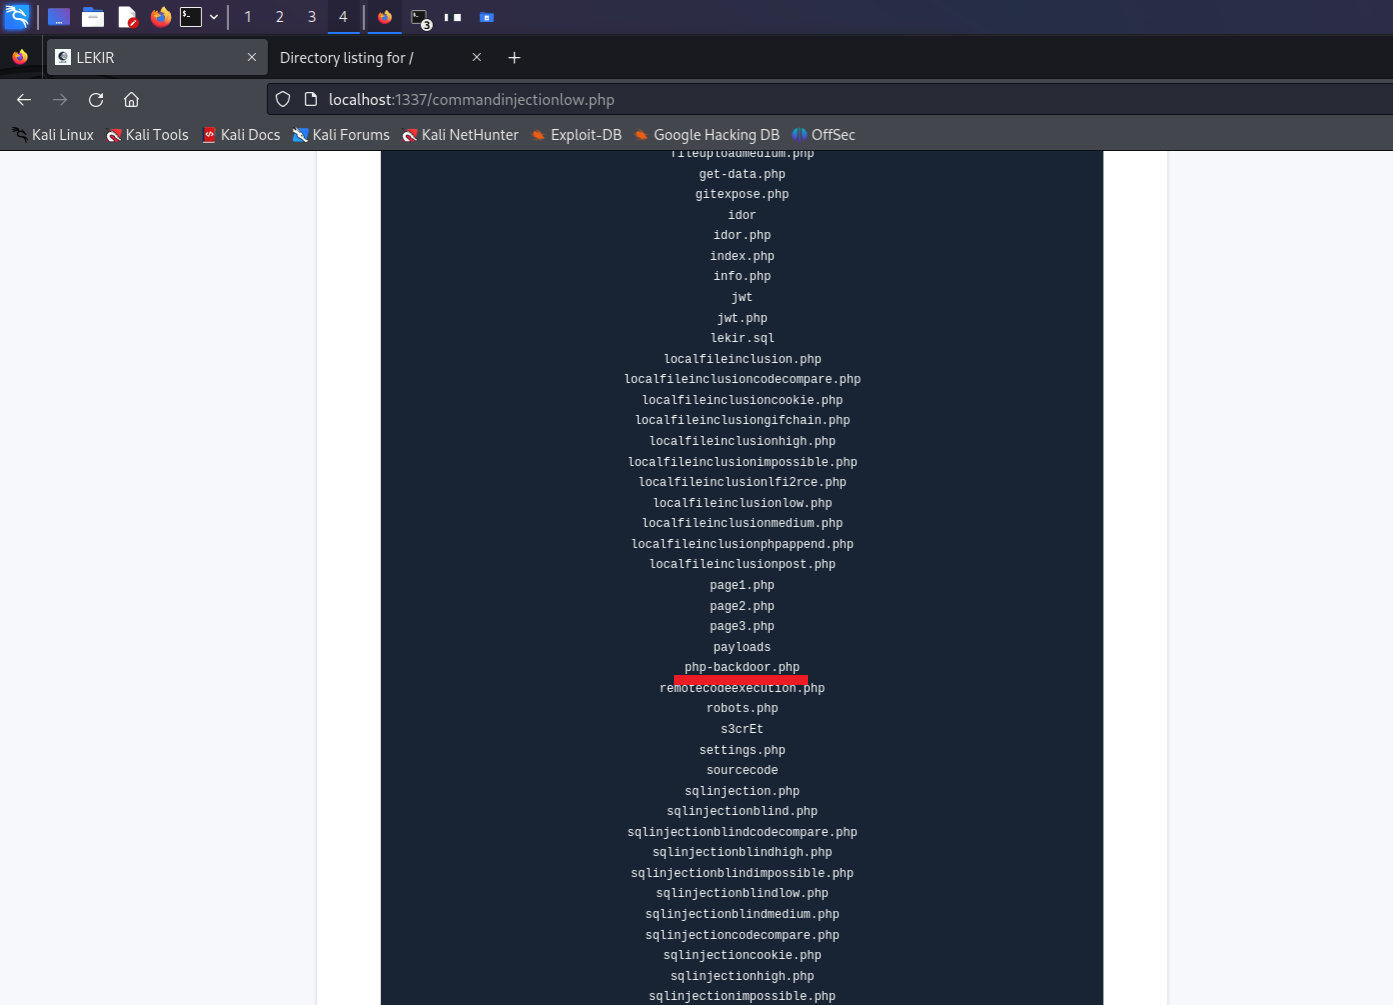 1 2 3 4 3
LEKIR
Directory listing for /
localhost:1337/commandinjectionlow.php
Kali Linux Kali Tools Kali Docs Kali Forums Kali NetHunter Exploit-DB Google Hacking DB OffSec
fileuploadmedium.php
get-data.php
gitexpose.php
idor
idor.php
index.php
info.php
jwt
jwt.php
lekir.sql
localfileinclusion.php
localfileinclusioncodecompare.php
localfileinclusioncookie.php
localfileinclusiongifchain.php
localfileinclusionhigh.php
localfileinclusionimpossible.php
localfileinclusionlfi2rce.php
localfileinclusionlow.php
localfileinclusionmedium.php
localfileinclusionphpappend.php
localfileinclusionpost.php
page1.php
page2.php
page3.php
payloads
php-backdoor.php
remotecodeexecution.php
robots.php
s3crEt
settings.php
sourcecode
sqlinjection.php
sqlinjectionblind.php
sqlinjectionblindcodecompare.php
sqlinjectionblindhigh.php
sqlinjectionblindimpossible.php
sqlinjectionblindlow.php
sqlinjectionblindmedium.php
sqlinjectioncodecompare.php
sqlinjectioncookie.php
sqlinjectionhigh.php
sqlinjectionimpossible.php